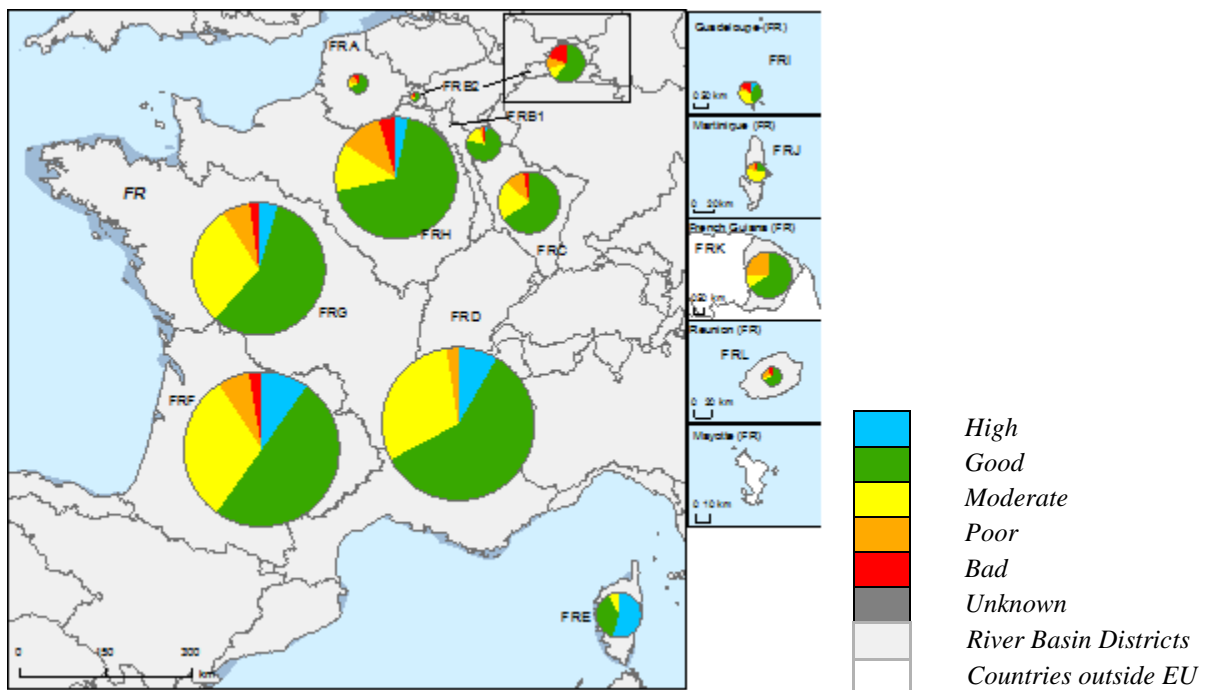 FRA
FRB2
FRB1
FR
FRH
FRC
FRG
FRD
FRF
FRE
0 150 300
km
Guadeloupe (FR)
FRI
Martinique (FR)
FRJ
0 20 km
French Guiana (FR)
FRK
Reunion (FR)
FRL
0 20 km
Mayotte (FR)
0 10 km
High
Good
Moderate
Poor
Bad
Unknown
River Basin Districts
Countries outside EU